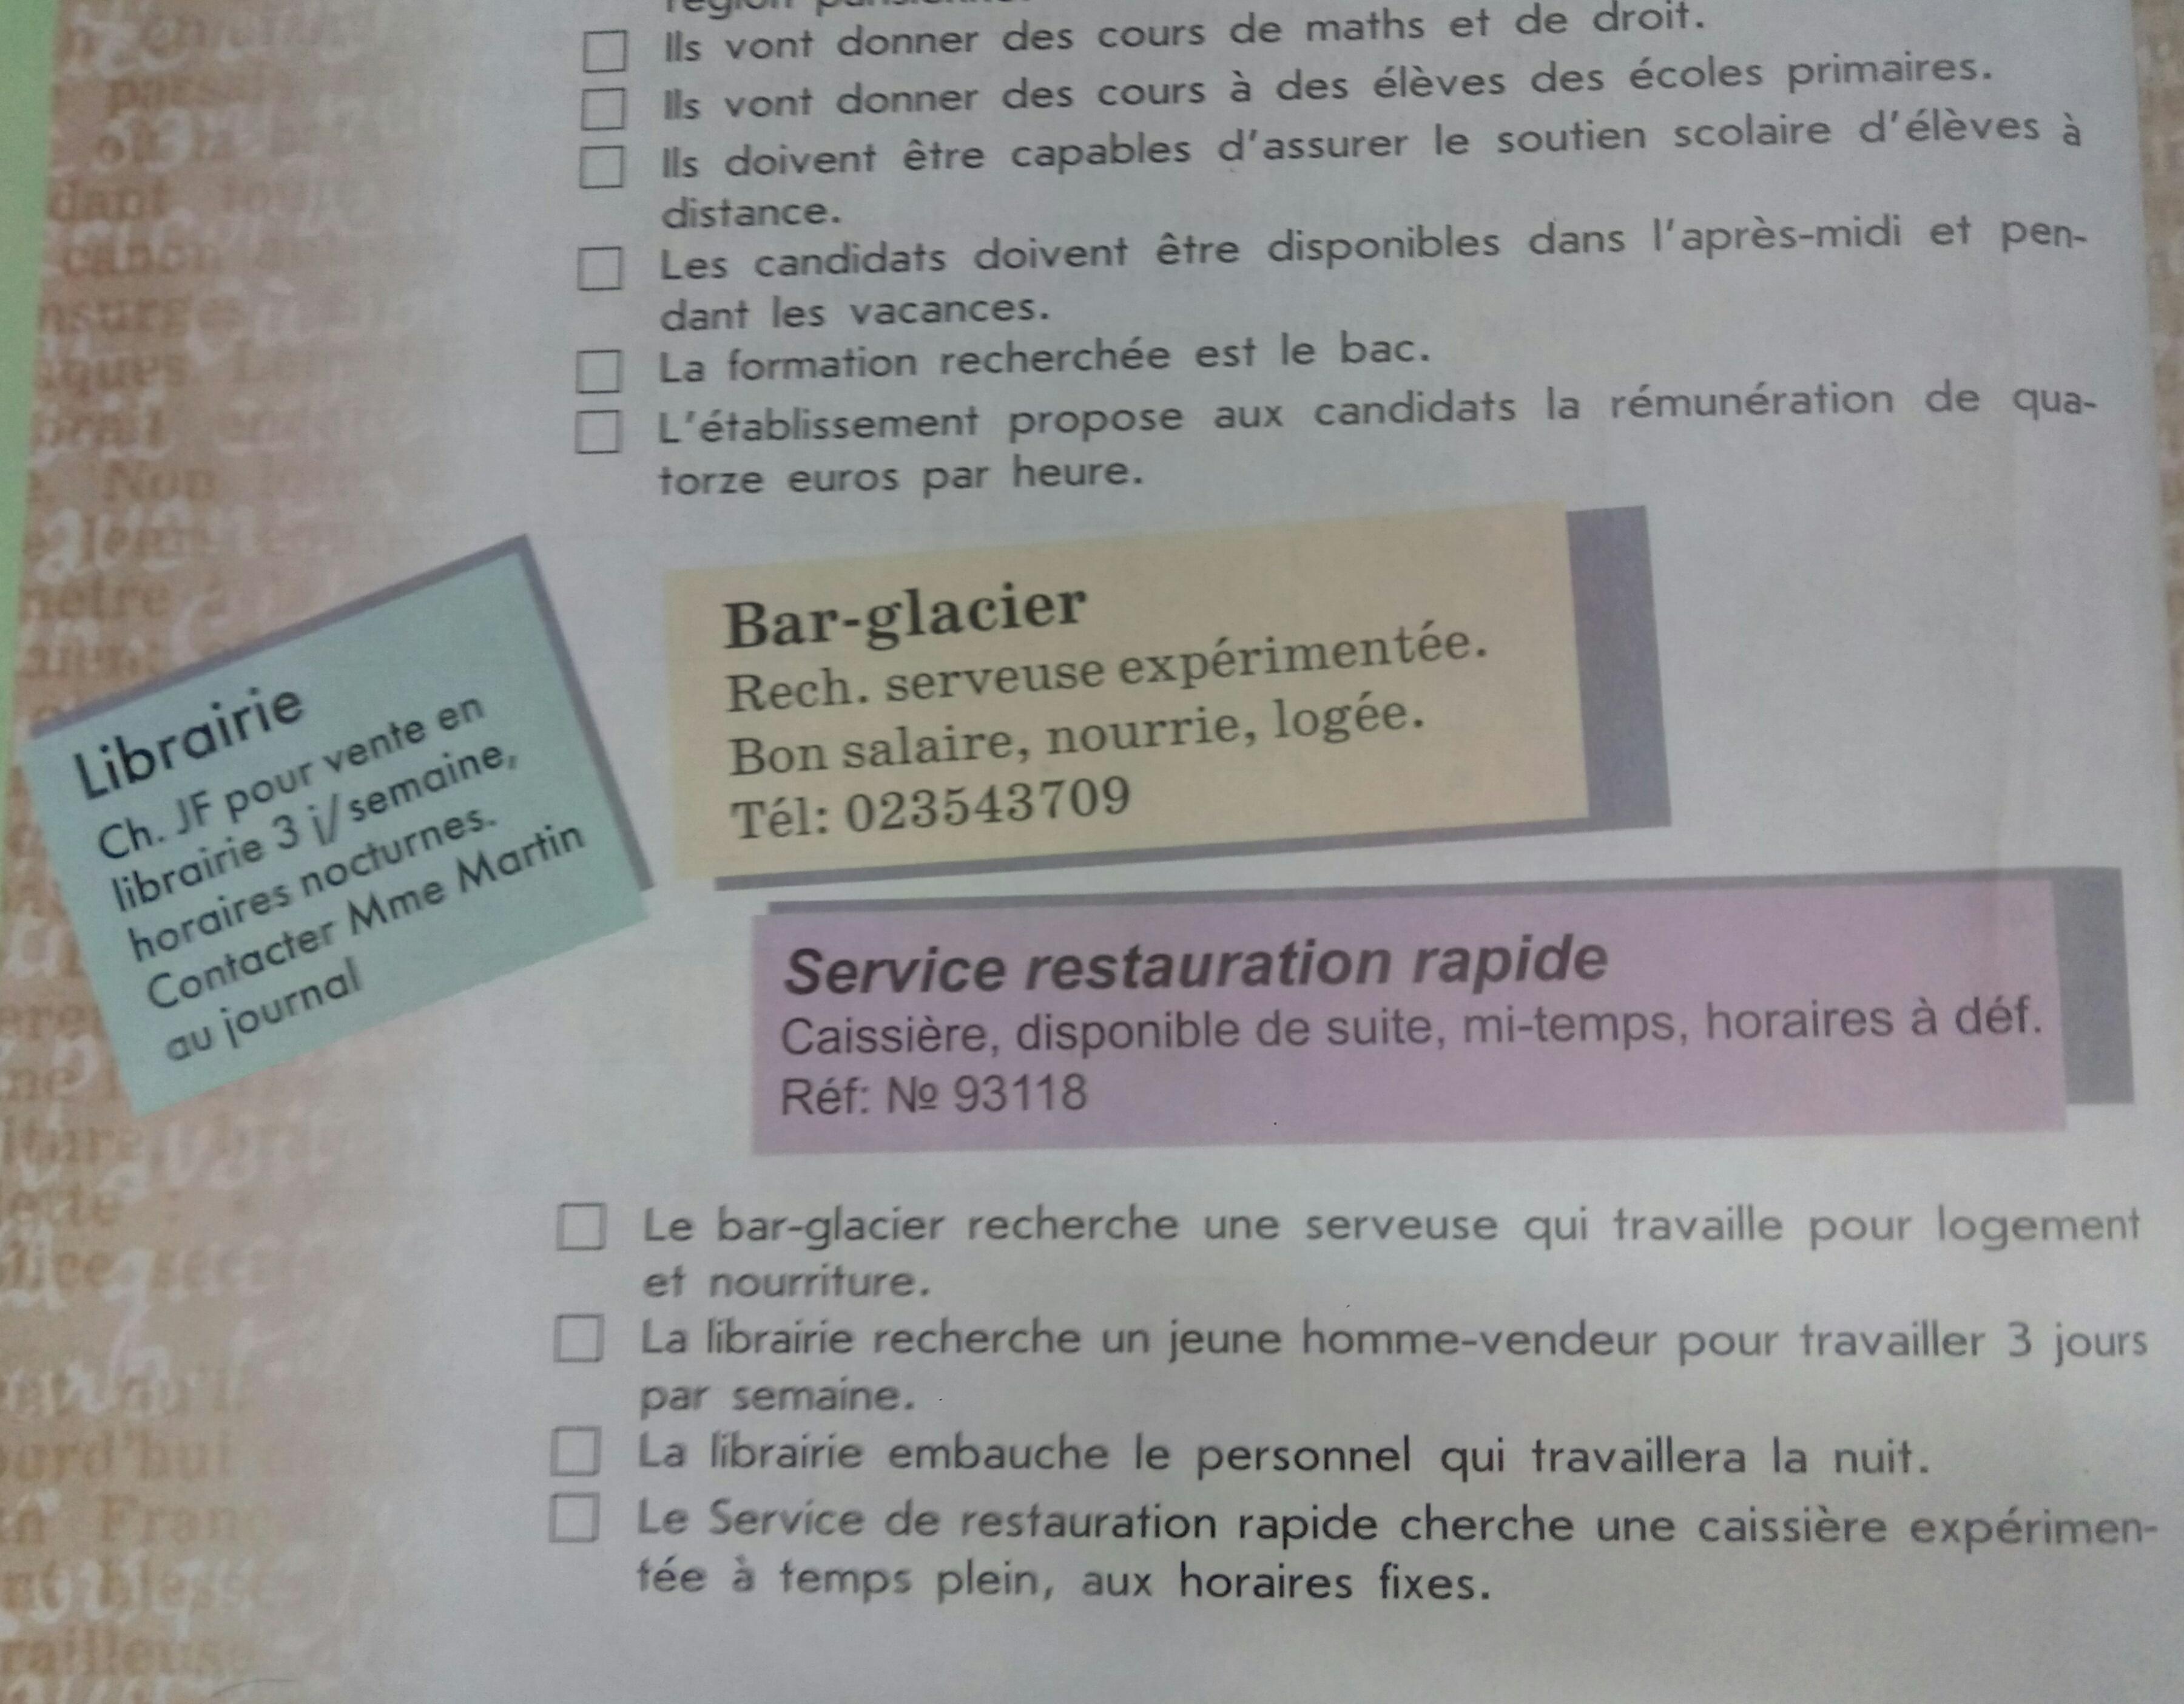 Ils vont donner des cours de maths et de droit.
Ils vont donner des cours à des élèves des écoles primaires.
Ils doivent être capables d'assurer le soutien scolaire d'élèves à
distance.
Les candidats doivent être disponibles dans l'après-midi et pen-
dant les vacances.
La formation recherchée est le bac.
L'établissement propose aux candidats la rémunération de qua-
torze euros par heure.
Librairie
Ch. JF pour vente en
librairie 3 j/semaine,
horaires nocturnes.
Contacter Mme Martin
au journal
Bar-glacier
Rech. serveuse expérimentée.
Bon salaire, nourrie, logée.
Tél: 023543709
Service restauration rapide
Caissière, disponible de suite, mi-temps, horaires à déf.
Réf: № 93118
Le bar-glacier recherche une serveuse qui travaille pour logement
et nourriture.
La librairie recherche un jeune homme-vendeur pour travailler 3 jours
par semaine.
La librairie embauche le personnel qui travaillera la nuit.
Le Service de restauration rapide cherche une caissière expérimen-
tée à temps plein, aux horaires fixes.